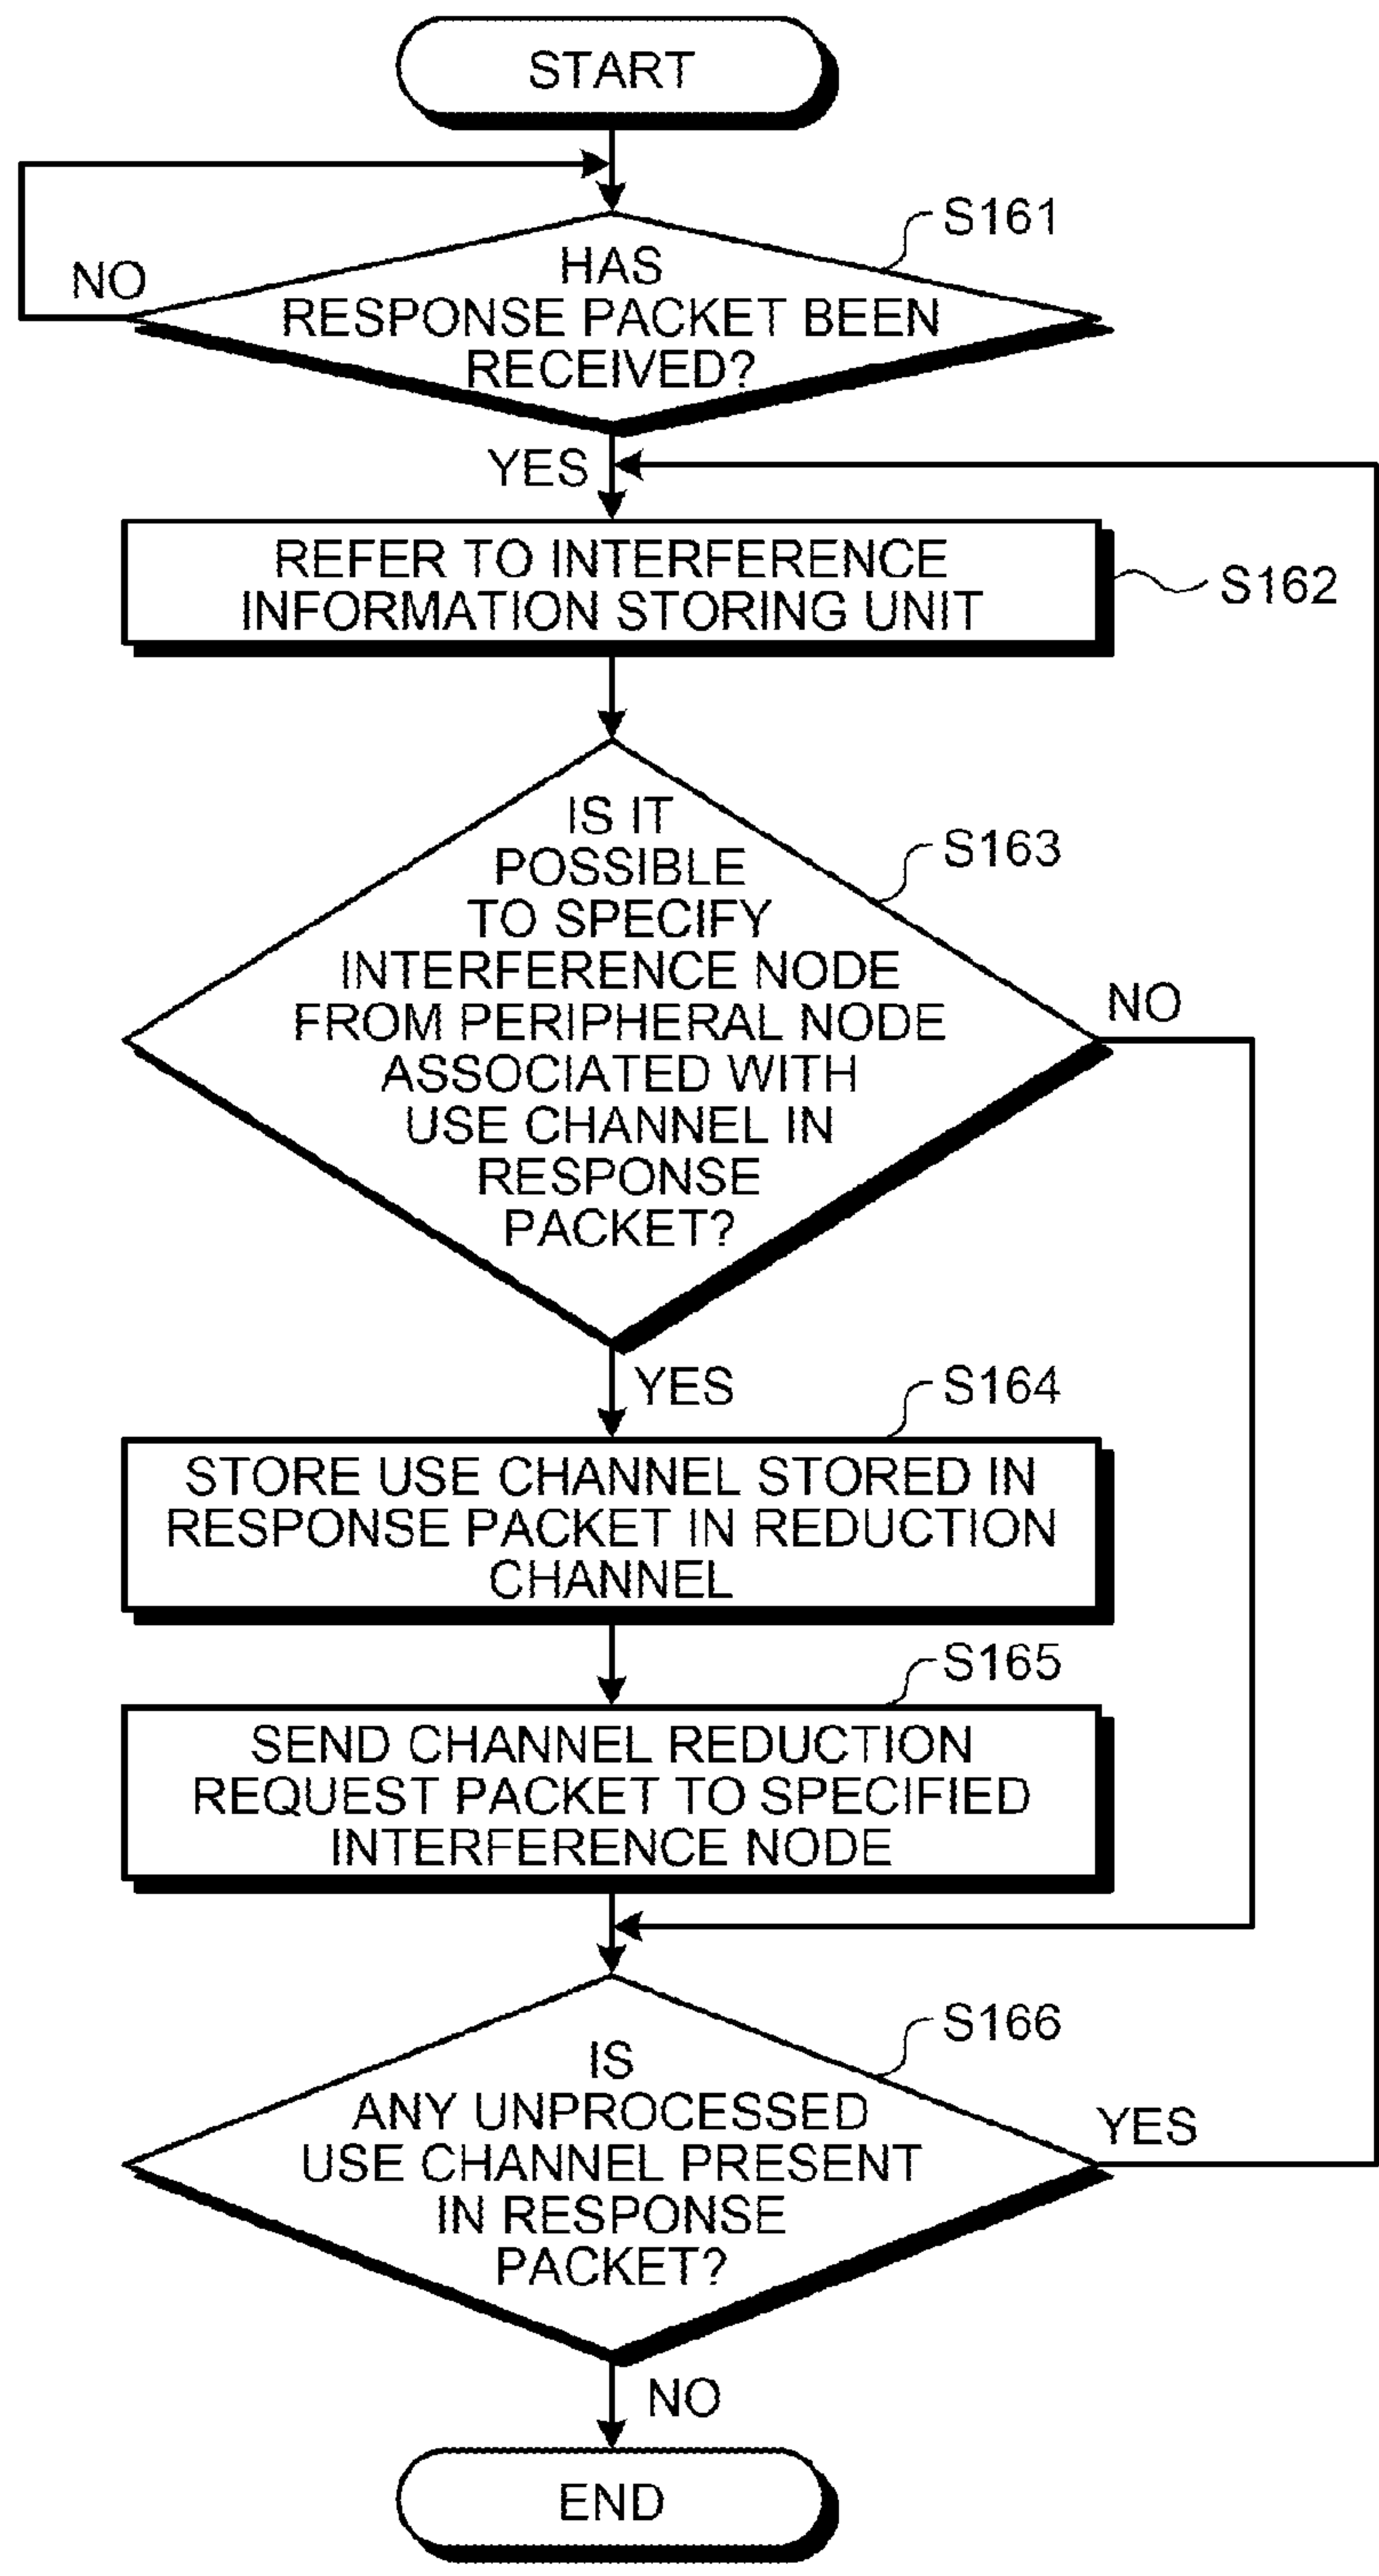 START
S161
NO
HAS
RESPONSE PACKET BEEN
RECEIVED?
YES
REFER TO INTERFERENCE
INFORMATION STORING UNIT
S162
IS IT
POSSIBLE
TO SPECIFY
INTERFERENCE NODE
FROM PERIPHERAL NODE
ASSOCIATED WITH
USE CHANNEL IN
RESPONSE
PACKET?
S163
NO
YES
S164
STORE USE CHANNEL STORED IN
RESPONSE PACKET IN REDUCTION
CHANNEL
S165
SEND CHANNEL REDUCTION
REQUEST PACKET TO SPECIFIED
INTERFERENCE NODE
S166
IS
ANY UNPROCESSED
USE CHANNEL PRESENT
IN RESPONSE
PACKET?
YES
NO
END